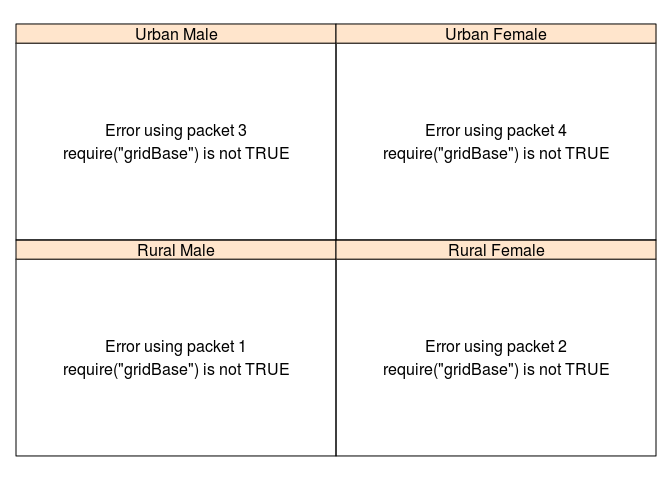 Urban Male
Urban Female
Error using packet 3
require("gridBase") is not TRUE
Error using packet 4
require("gridBase") is not TRUE
Rural Male
Rural Female
Error using packet 1
require("gridBase") is not TRUE
Error using packet 2
require("gridBase") is not TRUE